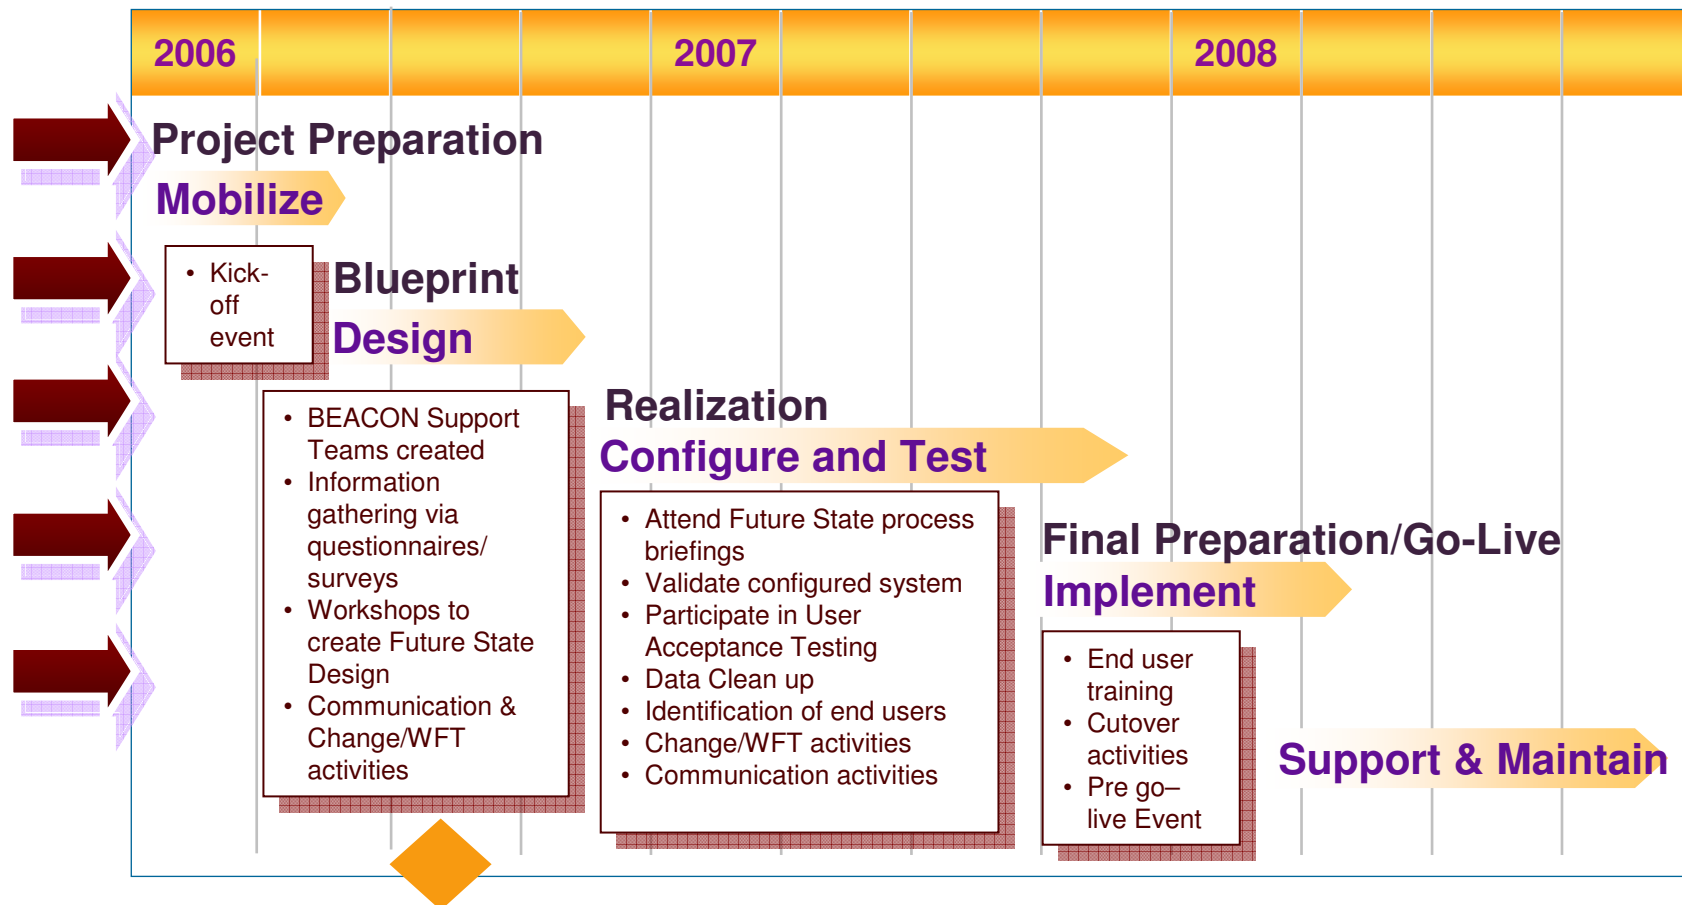 2006 2007 2008
Project Preparation
Mobilize
• Kick-
off
event
Blueprint
Design
• BEACON Support
Teams created
• Information
gathering via
questionnaires/
surveys
• Workshops to
create Future State
Design
• Communication &
Change/WFT
activities
Realization
Configure and Test
• Attend Future State process
briefings
• Validate configured system
• Participate in User
Acceptance Testing
• Data Clean up
• Identification of end users
• Change/WFT activities
• Communication activities
Final Preparation/Go-Live
Implement
• End user
training
• Cutover
activities
• Pre go–
live Event
Support & Maintain